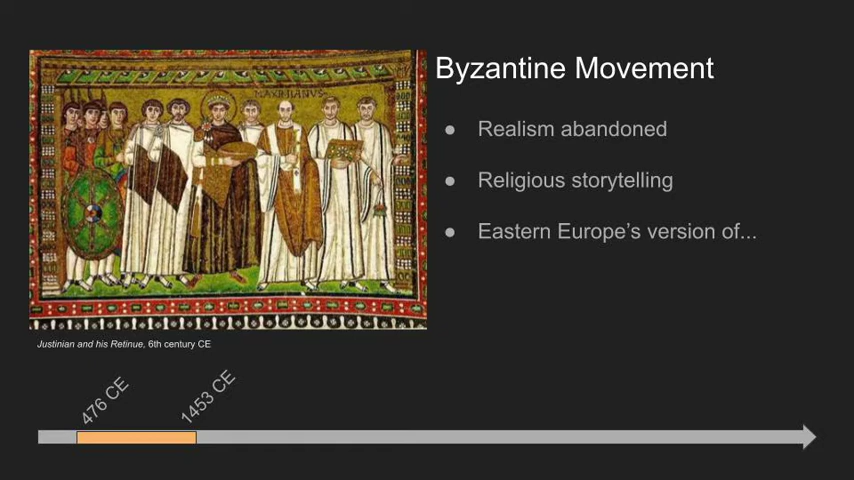 MAXIMIANVS
Byzantine Movement
● Realism abandoned
● Religious storytelling
● Eastern Europe’s version of...
Justinian and his Retinue, 6th century CE
476 CE
1453 CE